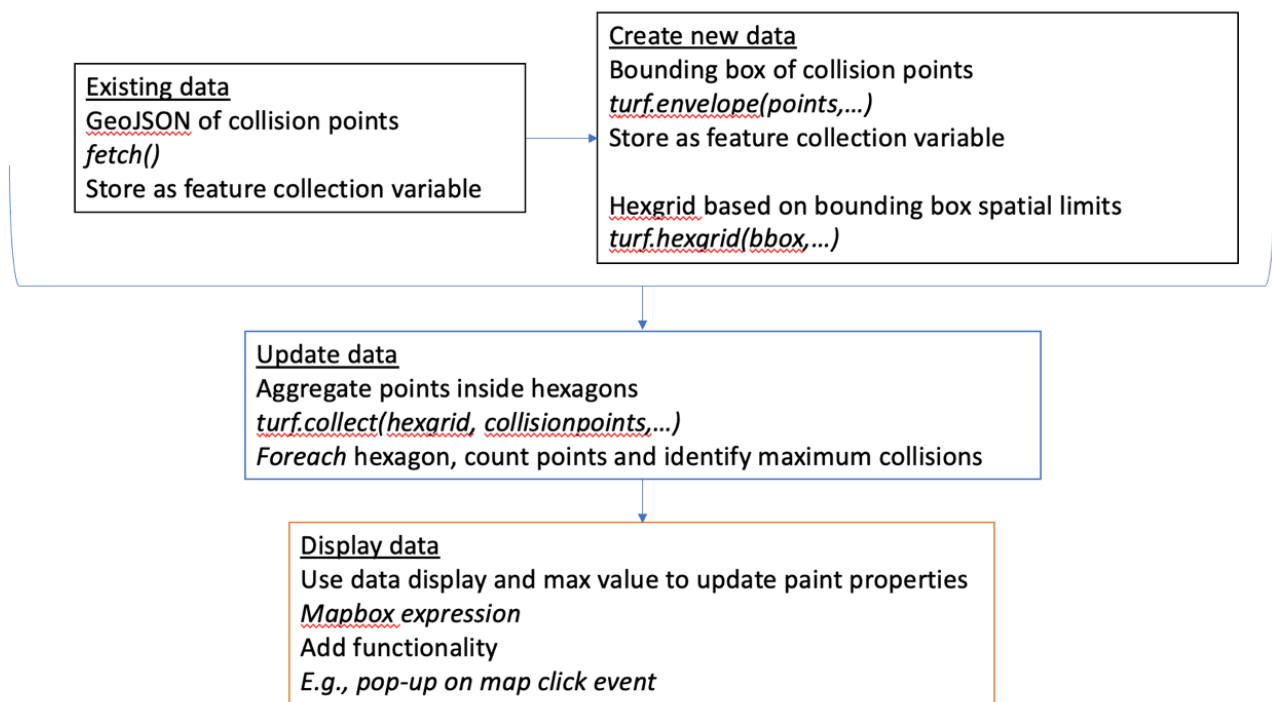 Existing data
GeoJSON of collision points
fetch()
Store as feature collection variable
Create new data
Bounding box of collision points
turf.envelope(points,…)
Store as feature collection variable
Hexgrid based on bounding box spatial limits
turf.hexgrid(bbox,…)
Update data
Aggregate points inside hexagons
turf.collect(hexgrid, collisionpoints,…)
Foreach hexagon, count points and identify maximum collisions
Display data
Use data display and max value to update paint properties
Mapbox expression
Add functionality
E.g., pop-up on map click event